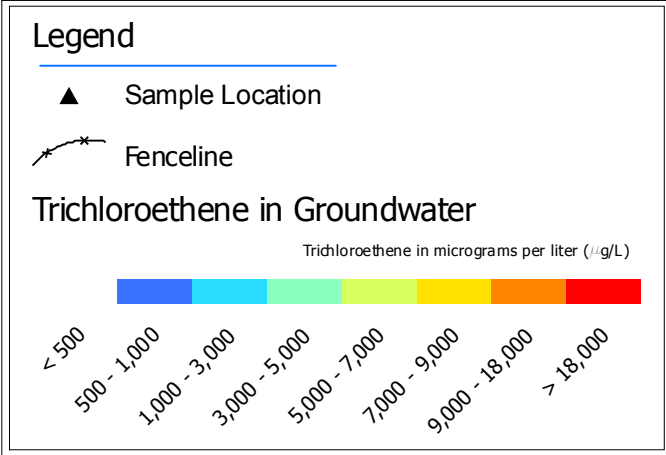 Legend
Sample Location
Fenceline
Trichloroethene in Groundwater
Trichloroethene in micrograms per liter (μg/L)
< 500
500 - 1,000
1,000 - 3,000
3,000 - 5,000
5,000 - 7,000
7,000 - 9,000
9,000 - 18,000
> 18,000